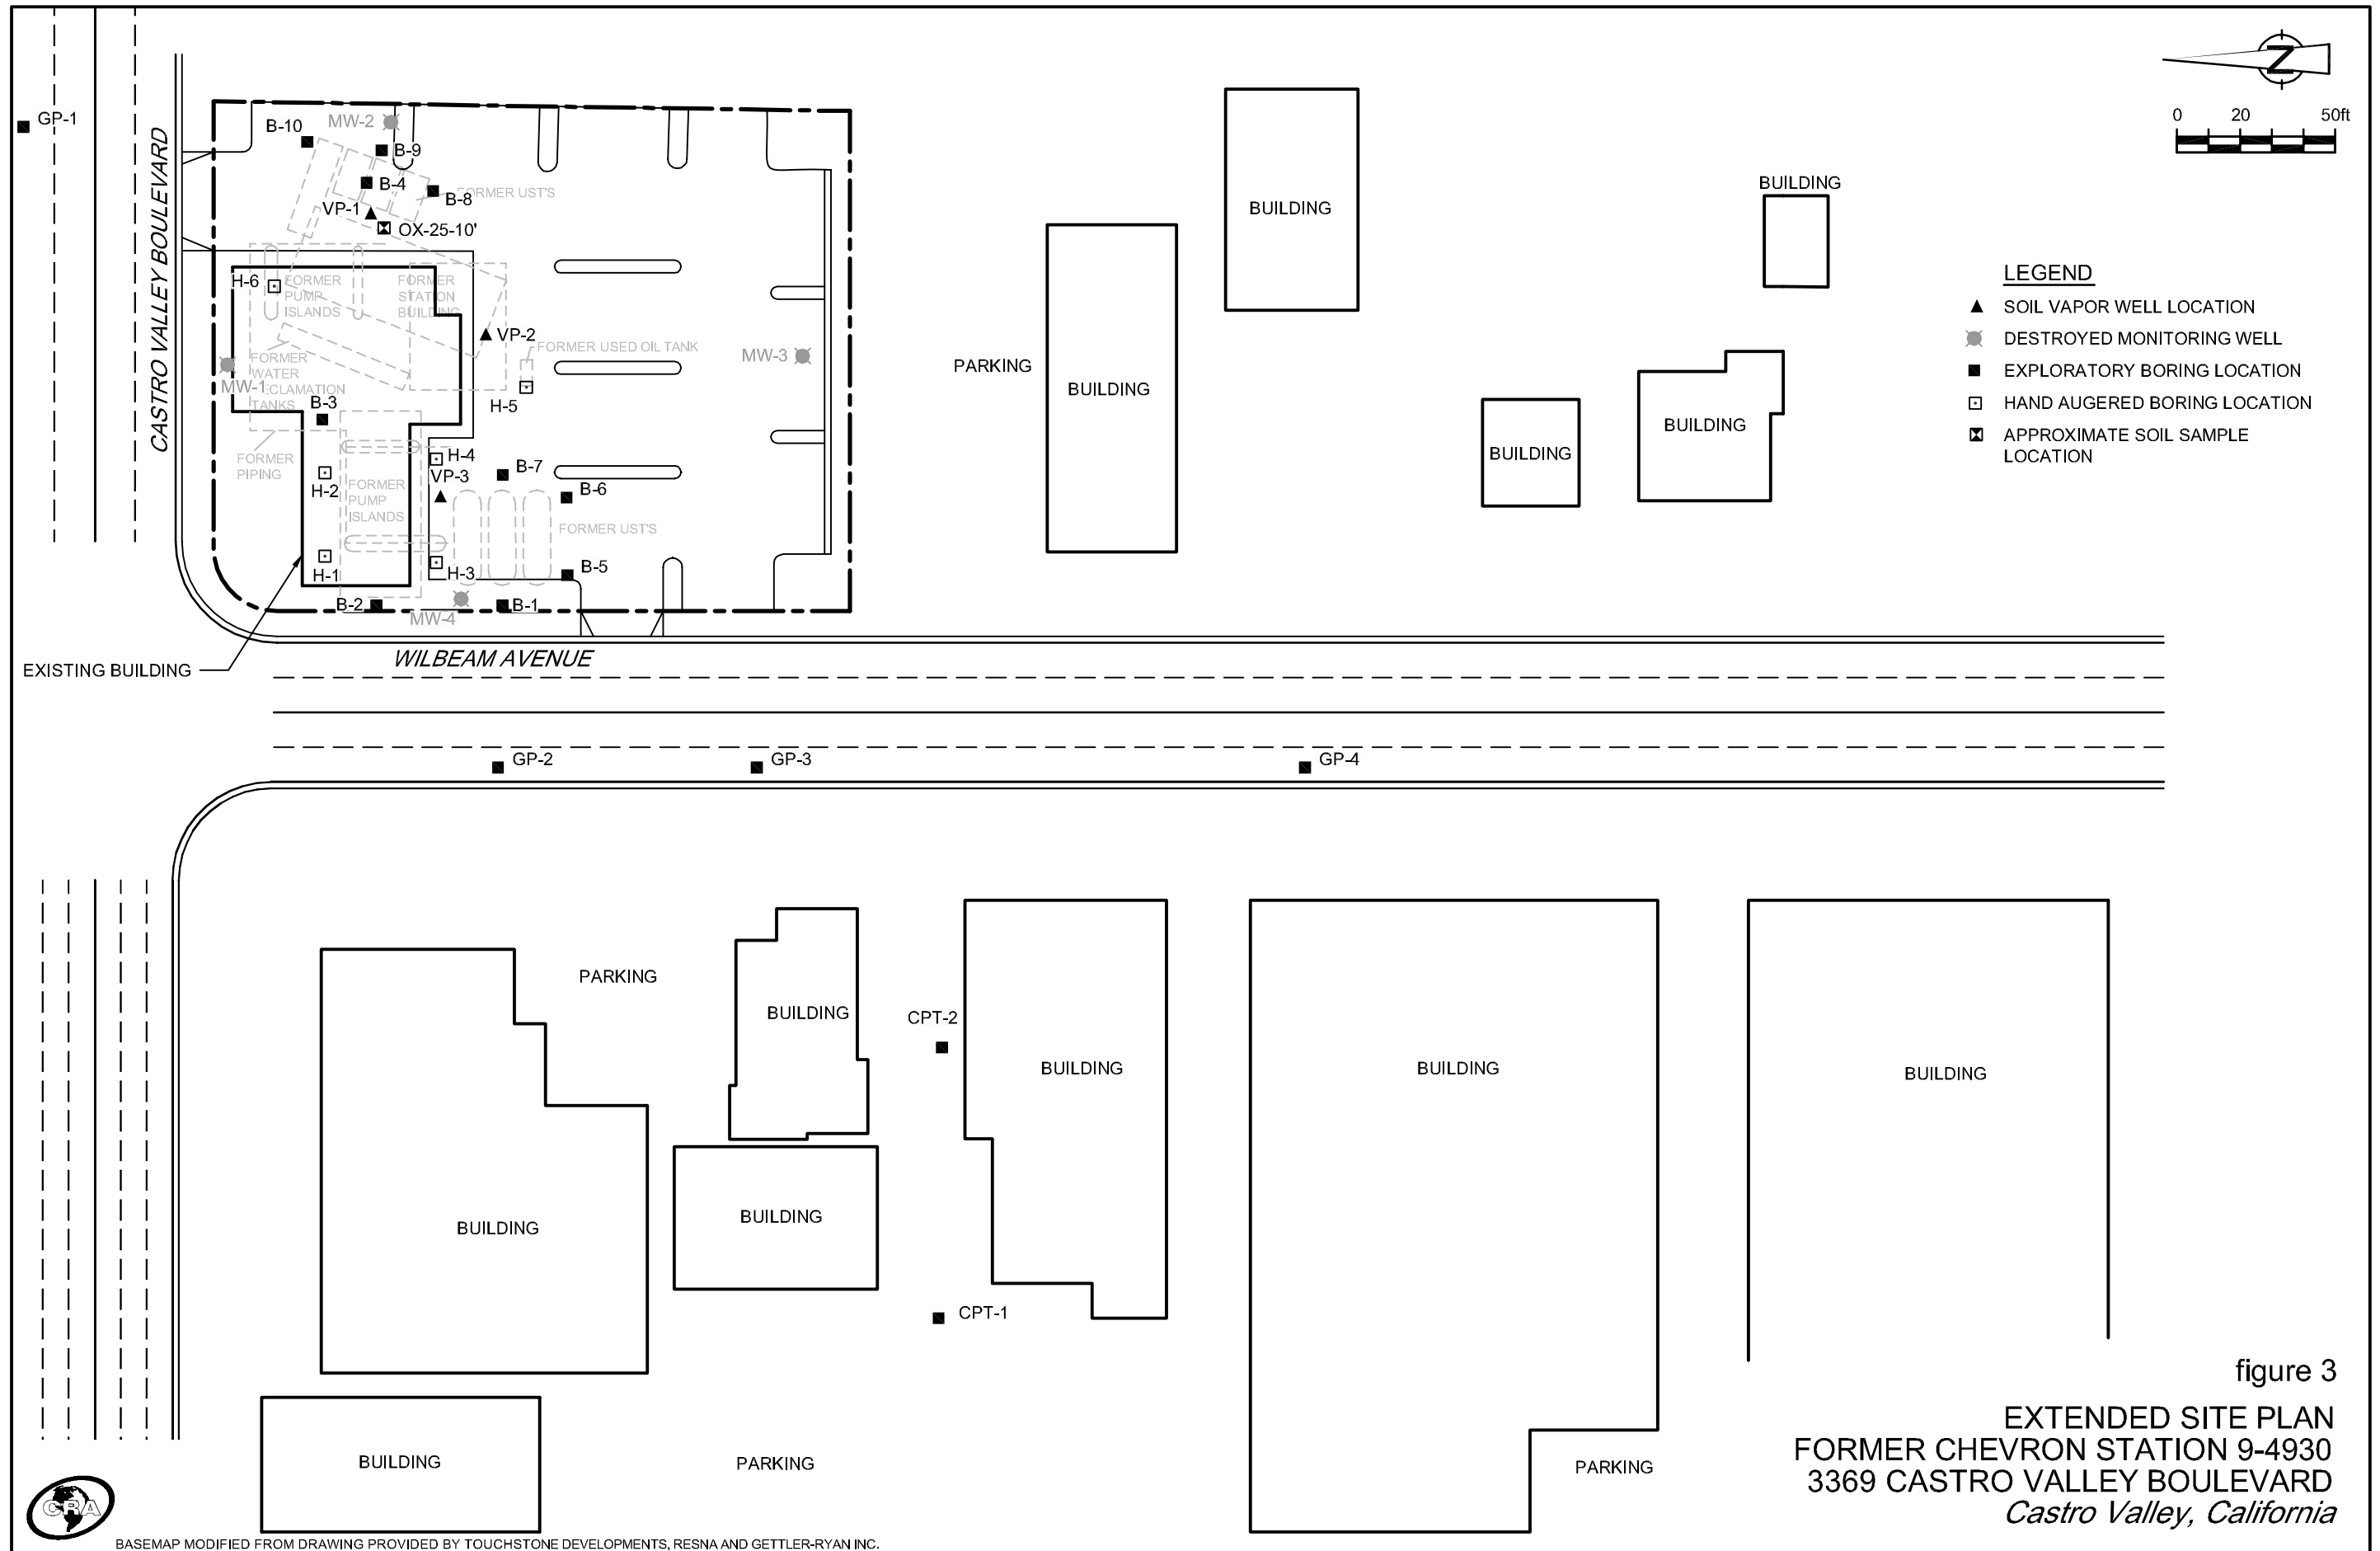 GP-1
CASTRO VALLEY BOULEVARD
B-10
MW-2
B-9
B-4
B-8
FORMER UST'S
VP-1
OX-25-10'
H-6
FORMER
PUMP
ISLANDS
FORMER
STATION
BUILDING
VP-2
FORMER USED OIL TANK
MW-3
FORMER
WATER
ECLAMATION
TANKS
MW-1
B-3
H-5
FORMER
PIPING
H-2
H-4
VP-3
B-7
B-6
FORMER
PUMP
ISLANDS
FORMER UST'S
H-1
H-3
B-5
B-2
MW-4
B-1
EXISTING BUILDING
WILBEAM AVENUE
GP-2
GP-3
GP-4
PARKING
BUILDING
BUILDING
BUILDING
BUILDING
BUILDING
N
0 20 50ft
LEGEND
SOIL VAPOR WELL LOCATION
DESTROYED MONITORING WELL
EXPLORATORY BORING LOCATION
HAND AUGERED BORING LOCATION
APPROXIMATE SOIL SAMPLE
LOCATION
PARKING
BUILDING
BUILDING
BUILDING
CPT-2
BUILDING
CPT-1
BUILDING
BUILDING
BUILDING
PARKING
PARKING
figure 3
EXTENDED SITE PLAN
FORMER CHEVRON STATION 9-4930
3369 CASTRO VALLEY BOULEVARD
Castro Valley, California
CRA
BASEMAP MODIFIED FROM DRAWING PROVIDED BY TOUCHSTONE DEVELOPMENTS, RESNA AND GETTLER-RYAN INC.